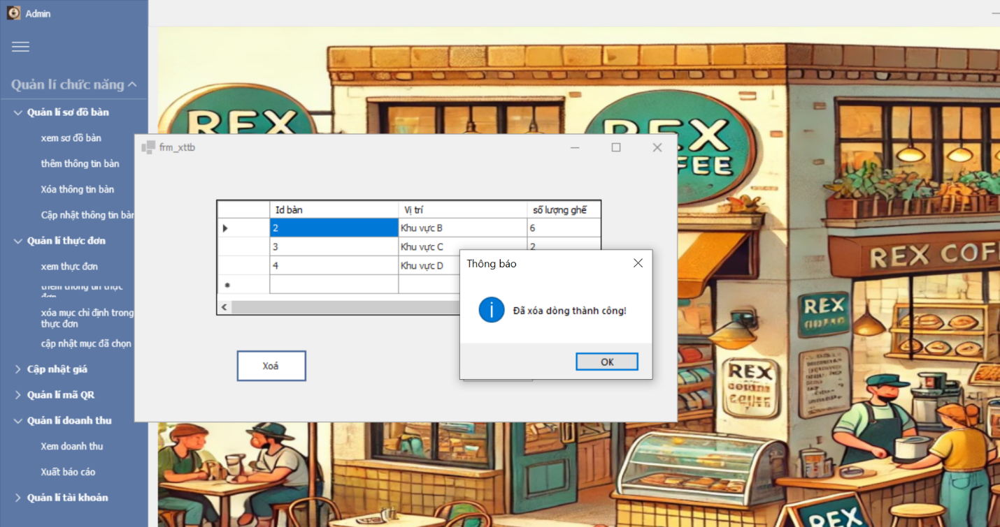 Admin
Quản lí chức năng
Quản lí sơ đồ bàn
xem sơ đồ bàn
thêm thông tin bàn
Xóa thông tin bàn
Cập nhật thông tin bàn
Quản lí thực đơn
xem thực đơn
thêm thông tin thực
đơn
xóa mục chỉ định trong
thực đơn
cập nhật mục đã chọn
Cập nhật giá
Quản lí mã QR
Quản lí doanh thu
Xem doanh thu
Xuất báo cáo
Quản lí tài khoản
REX
REX
FEE
frm_xttb
Id bàn Vị trí số lượng ghế
2 Khu vực B 6
3 Khu vực C 2
4 Khu vực D
Xoá
Thông báo
Đã xóa dòng thành công!
OK
REX COF
REX
REX
REX